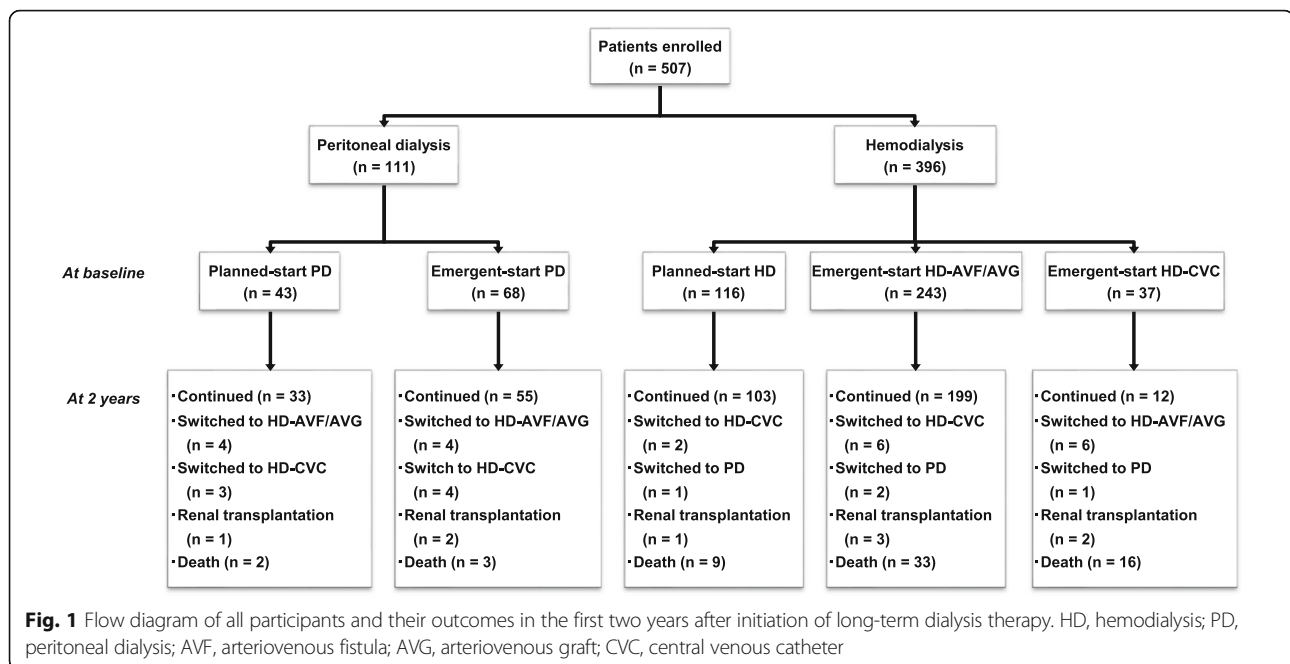 Patients enrolled
(n = 507)
Peritoneal dialysis
(n = 111)
Hemodialysis
(n = 396)
At baseline
Planned-start PD
(n = 43)
Emergent-start PD
(n = 68)
Planned-start HD
(n = 116)
Emergent-start HD-AVF/AVG
(n = 243)
Emergent-start HD-CVC
(n = 37)
At 2 years
· Continued (n = 33)
· Switched to HD-AVF/AVG
(n = 4)
· Switched to HD-CVC
(n = 3)
· Renal transplantation
(n = 1)
· Death (n = 2)
· Continued (n = 55)
· Switched to HD-AVF/AVG
(n = 4)
· Switch to HD-CVC
(n = 4)
· Renal transplantation
(n = 2)
· Death (n = 3)
· Continued (n = 103)
· Switched to HD-CVC
(n = 2)
· Switched to PD
(n = 1)
· Renal transplantation
(n = 1)
· Death (n = 9)
· Continued (n = 199)
· Switched to HD-CVC
(n = 6)
· Switched to PD
(n = 2)
· Renal transplantation
(n = 3)
· Death (n = 33)
· Continued (n = 12)
· Switched to HD-AVF/AVG
(n = 6)
· Switched to PD
(n = 1)
· Renal transplantation
(n = 2)
· Death (n = 16)
Fig. 1 Flow diagram of all participants and their outcomes in the first two years after initiation of long-term dialysis therapy. HD, hemodialysis; PD,
peritoneal dialysis; AVF, arteriovenous fistula; AVG, arteriovenous graft; CVC, central venous catheter